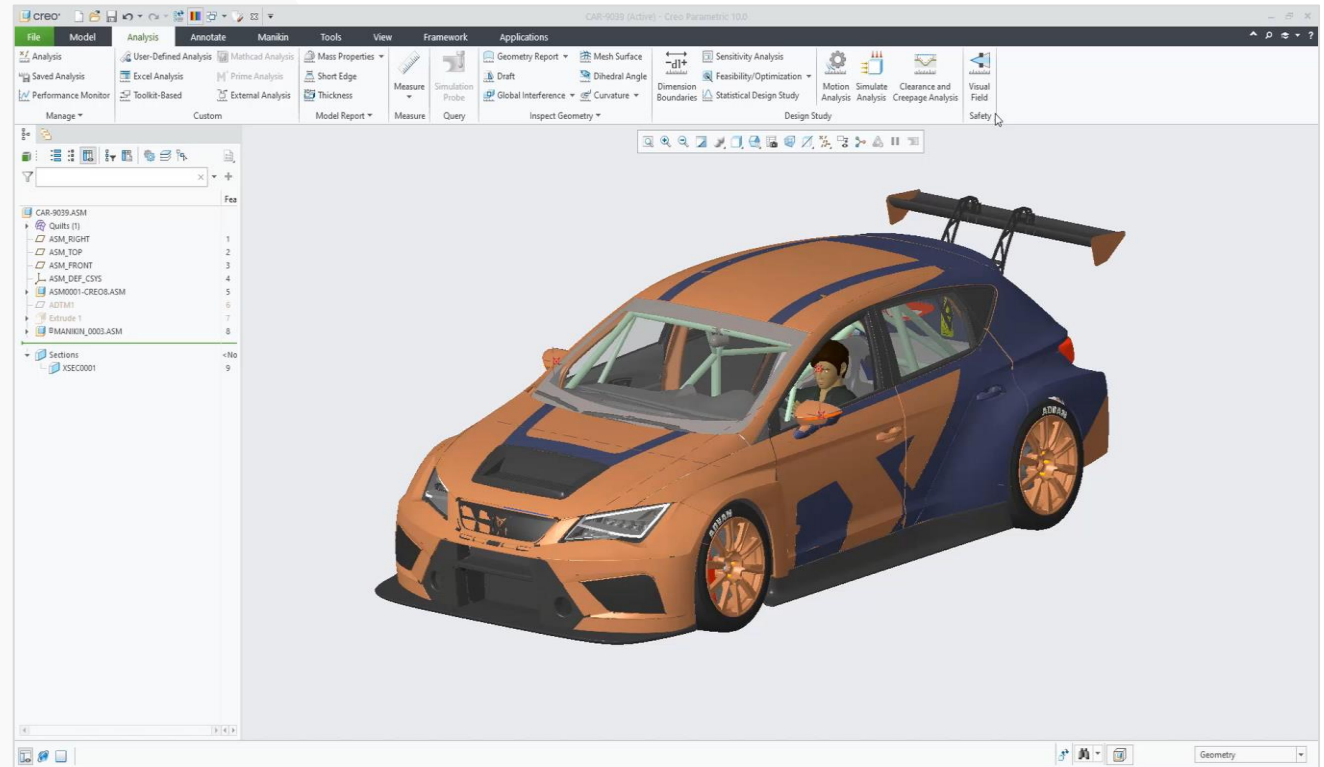 creo°
CAR-9039 (Active) - Creo Parametric 10.0
File Model Analysis Annotate Manikin Tools View Framework Applications
Analysis User-Defined Analysis Mathcad Analysis Mass Properties Geometry Report Mesh Surface Sensitivity Analysis
Saved Analysis Excel Analysis Prime Analysis Short Edge Draft Dihedral Angle Feasibility/Optimization
Performance Monitor Toolkit-Based External Analysis Thickness Global Interference Curvature Statistical Design Study
Measure
Simulation Probe
Dimension Boundaries
Motion Analysis
Simulate Analysis
Clearance and Creepage Analysis
Visual Field
Manage Custom Model Report Measure Query Inspect Geometry Design Study Safety
Fea
CAR-9039.ASM
Quilts (1)
ASM_RIGHT 1
ASM_TOP 2
ASM_FRONT 3
ASM_DEF_CSYS 4
ASM0001-CREO8.ASM 5
ADTM1 6
Extrude 1 7
MANIKIN_0003.ASM 8
Sections <No
XSEC0001 9
ADVAN
ADVAN
Geometry